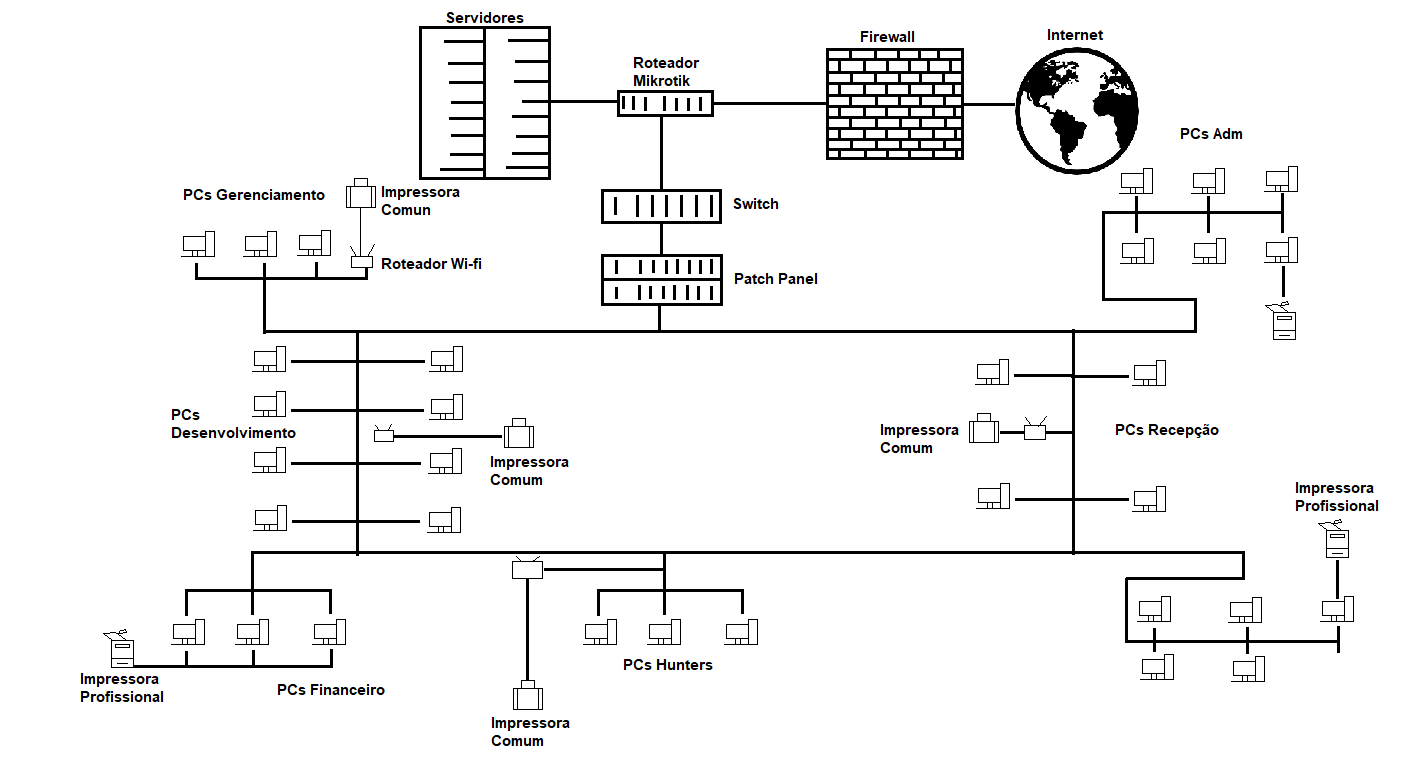 Servidores
Roteador
Mikrotik
Firewall
Internet
PCs Adm
PCs Gerenciamento
Impressora
Comun
Roteador Wi-fi
Switch
Patch Panel
PCs
Desenvolvimento
Impressora
Comum
Impressora
Comum
PCs Recepção
Impressora
Profissional
Impressora
Profissional
PCs Financeiro
Impressora
Comum
PCs Hunters